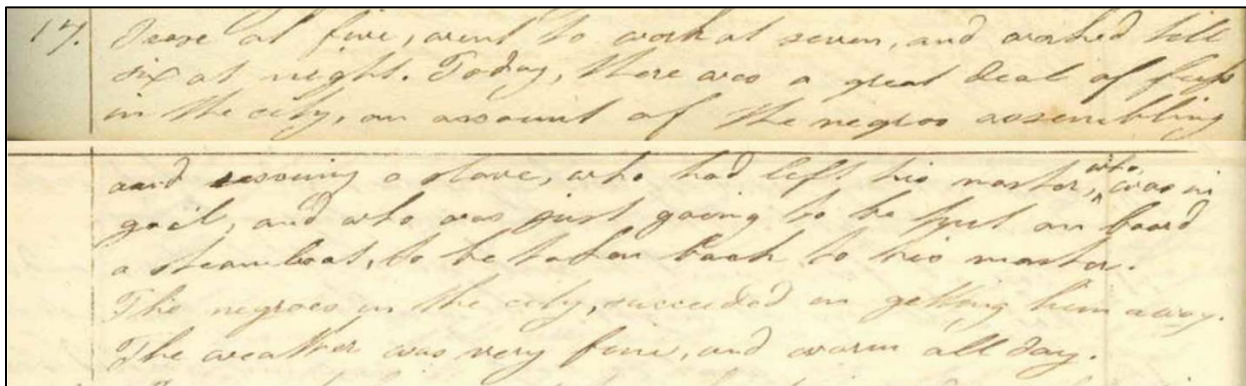 17. I rose at five, went to work at seven, and worked till
six at night. Today, there was a great deal of fuss
in the city, on account of the negros assembling
and rescuing a slave, who had left his master, who, was in
gaol, and who was just going to be put on board
a steamboat, to be taken back to his master.
The negroes in the city, succeeded in getting him away.
The weather was very fine, and warm all day.